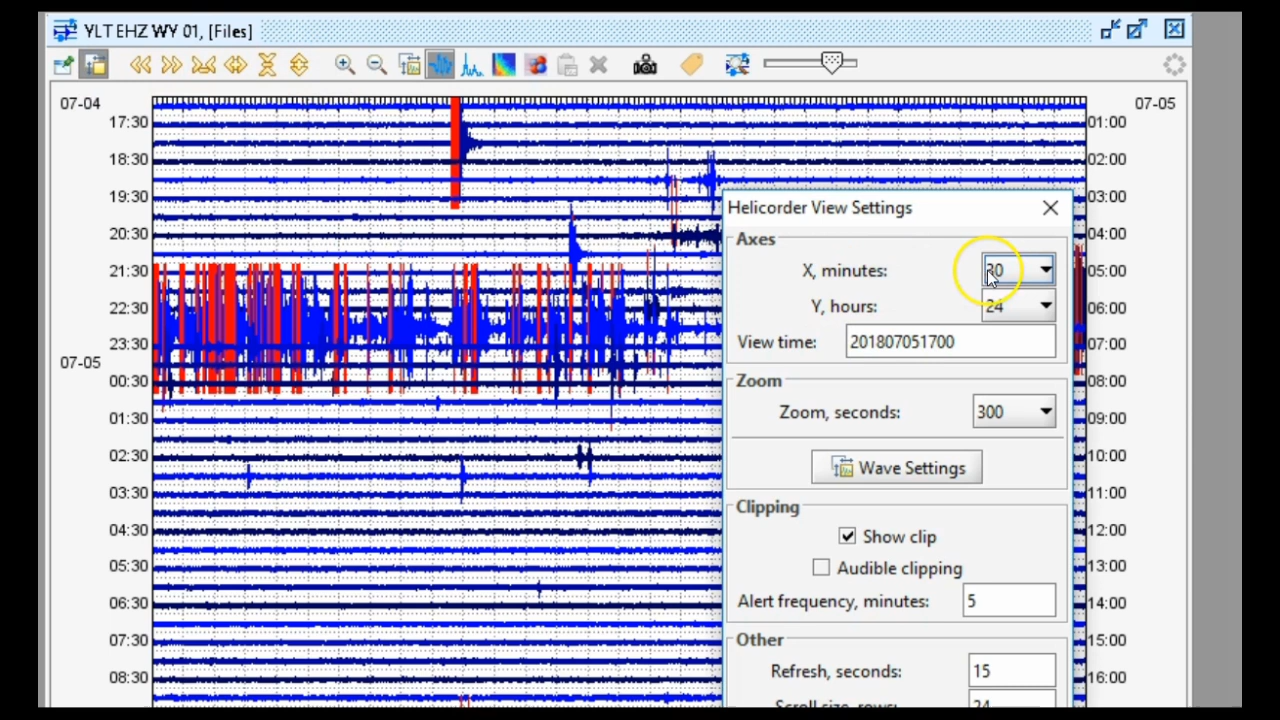 YLT EHZ WY 01, [Files]
07-04
07-05
17:30
01:00
18:30
02:00
19:30
03:00
Helicorder View Settings
20:30
04:00
Axes
21:30
X, minutes:
05:00
22:30
Y, hours: 24
06:00
23:30
View time: 201807051700
07:00
07-05
00:30
Zoom
08:00
01:30
Zoom, seconds: 300
09:00
02:30
Wave Settings
10:00
03:30
11:00
Clipping
04:30
Show clip
12:00
05:30
Audible clipping
13:00
06:30
Alert frequency, minutes: 5
14:00
07:30
Other
15:00
08:30
Refresh, seconds: 15
16:00
Scroll size, rows: 24